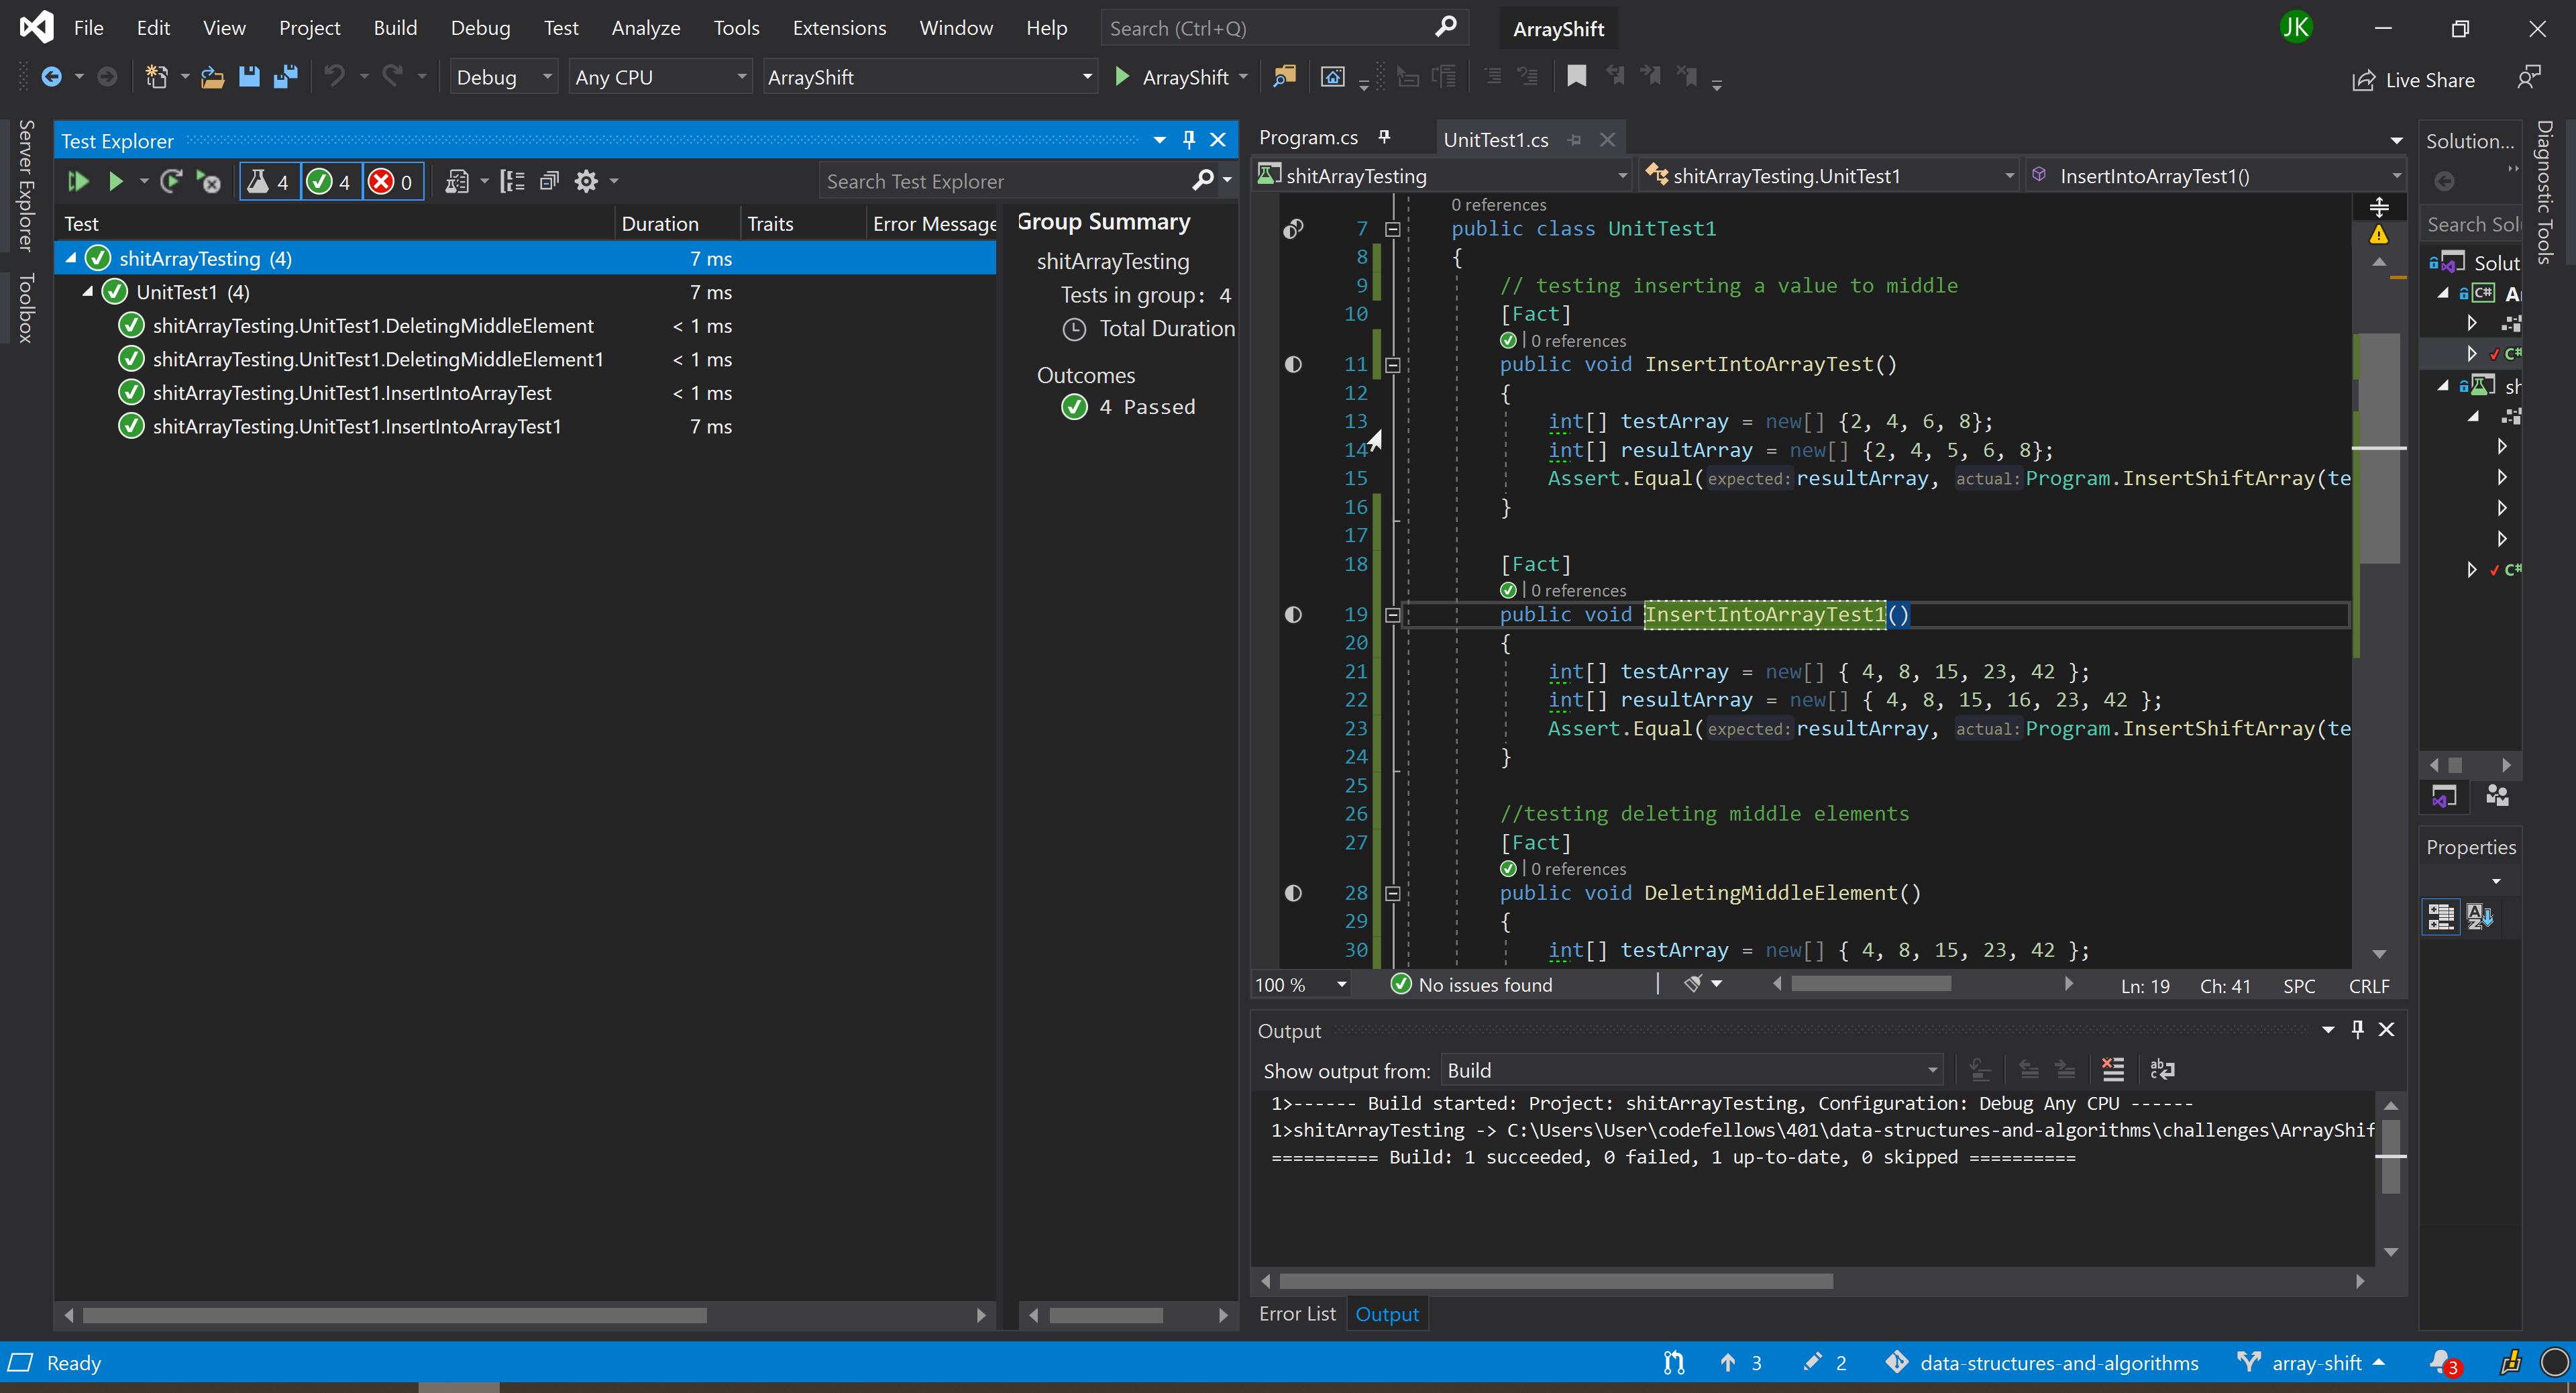 File Edit View Project Build Debug Test Analyze Tools Extensions Window Help Search (Ctrl+Q) ArrayShift JK
Debug Any CPU ArrayShift ArrayShift Live Share
Server Explorer
Toolbox
Test Explorer
4 4 0 Search Test Explorer
Test Duration Traits Error Message
shitArrayTesting (4) 7 ms
UnitTest1 (4) 7 ms
shitArrayTesting.UnitTest1.DeletingMiddleElement < 1 ms
shitArrayTesting.UnitTest1.DeletingMiddleElement1 < 1 ms
shitArrayTesting.UnitTest1.InsertIntoArrayTest < 1 ms
shitArrayTesting.UnitTest1.InsertIntoArrayTest1 7 ms
Group Summary
shitArrayTesting
Tests in group: 4
Total Duration
Outcomes
4 Passed
Program.cs UnitTest1.cs
shitArrayTesting shitArrayTesting.UnitTest1 InsertIntoArrayTest1()
0 references
7 public class UnitTest1
8 {
9 // testing inserting a value to middle
10 [Fact]
0 references
11 public void InsertIntoArrayTest()
12 {
13 int[] testArray = new[] {2, 4, 6, 8};
14 int[] resultArray = new[] {2, 4, 5, 6, 8};
15 Assert.Equal(expected: resultArray, actual: Program.InsertShiftArray(te
16 }
17
18 [Fact]
0 references
19 public void InsertIntoArrayTest1()
20 {
21 int[] testArray = new[] { 4, 8, 15, 23, 42 };
22 int[] resultArray = new[] { 4, 8, 15, 16, 23, 42 };
23 Assert.Equal(expected: resultArray, actual: Program.InsertShiftArray(te
24 }
25
26 //testing deleting middle elements
27 [Fact]
0 references
28 public void DeletingMiddleElement()
29 {
30 int[] testArray = new[] { 4, 8, 15, 23, 42 };
100 % No issues found Ln: 19 Ch: 41 SPC CRLF
Output
Show output from: Build
1>------ Build started: Project: shitArrayTesting, Configuration: Debug Any CPU ------
1>shitArrayTesting -> C:\Users\User\codefellows\401\data-structures-and-algorithms\challenges\ArrayShif
========== Build: 1 succeeded, 0 failed, 1 up-to-date, 0 skipped ==========
Error List Output
Solution...
Search Sol
Solut
C# A
C#
sh
C#
Properties
Diagnostic Tools
Ready 3 2 data-structures-and-algorithms array-shift 3